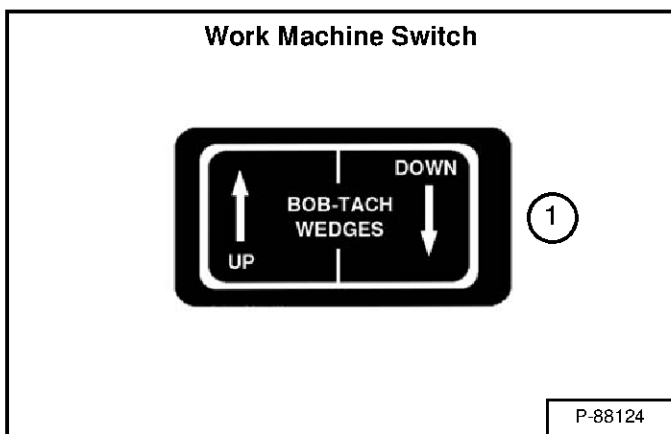 Work Machine Switch
UP
BOB-TACH
WEDGES
DOWN
1
P-88124